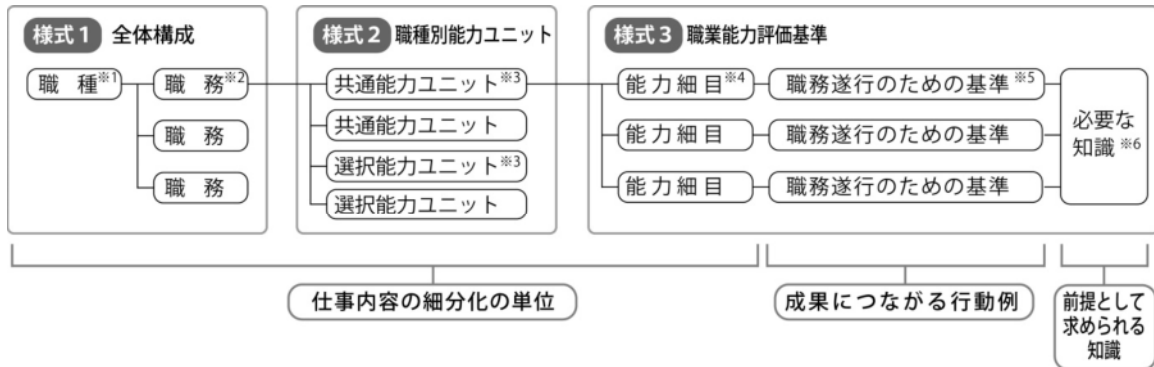 様式1 全体構成
職種※1
職務※2
職務
職務
様式2 職種別能力ユニット
共通能力ユニット※3
共通能力ユニット
選択能力ユニット※3
選択能力ユニット
様式3 職業能力評価基準
能力細目※4
職務遂行のための基準※5
能力細目
職務遂行のための基準
能力細目
職務遂行のための基準
必要な
知識※6
仕事内容の細分化の単位
成果につながる行動例
前提として
求められる
知識